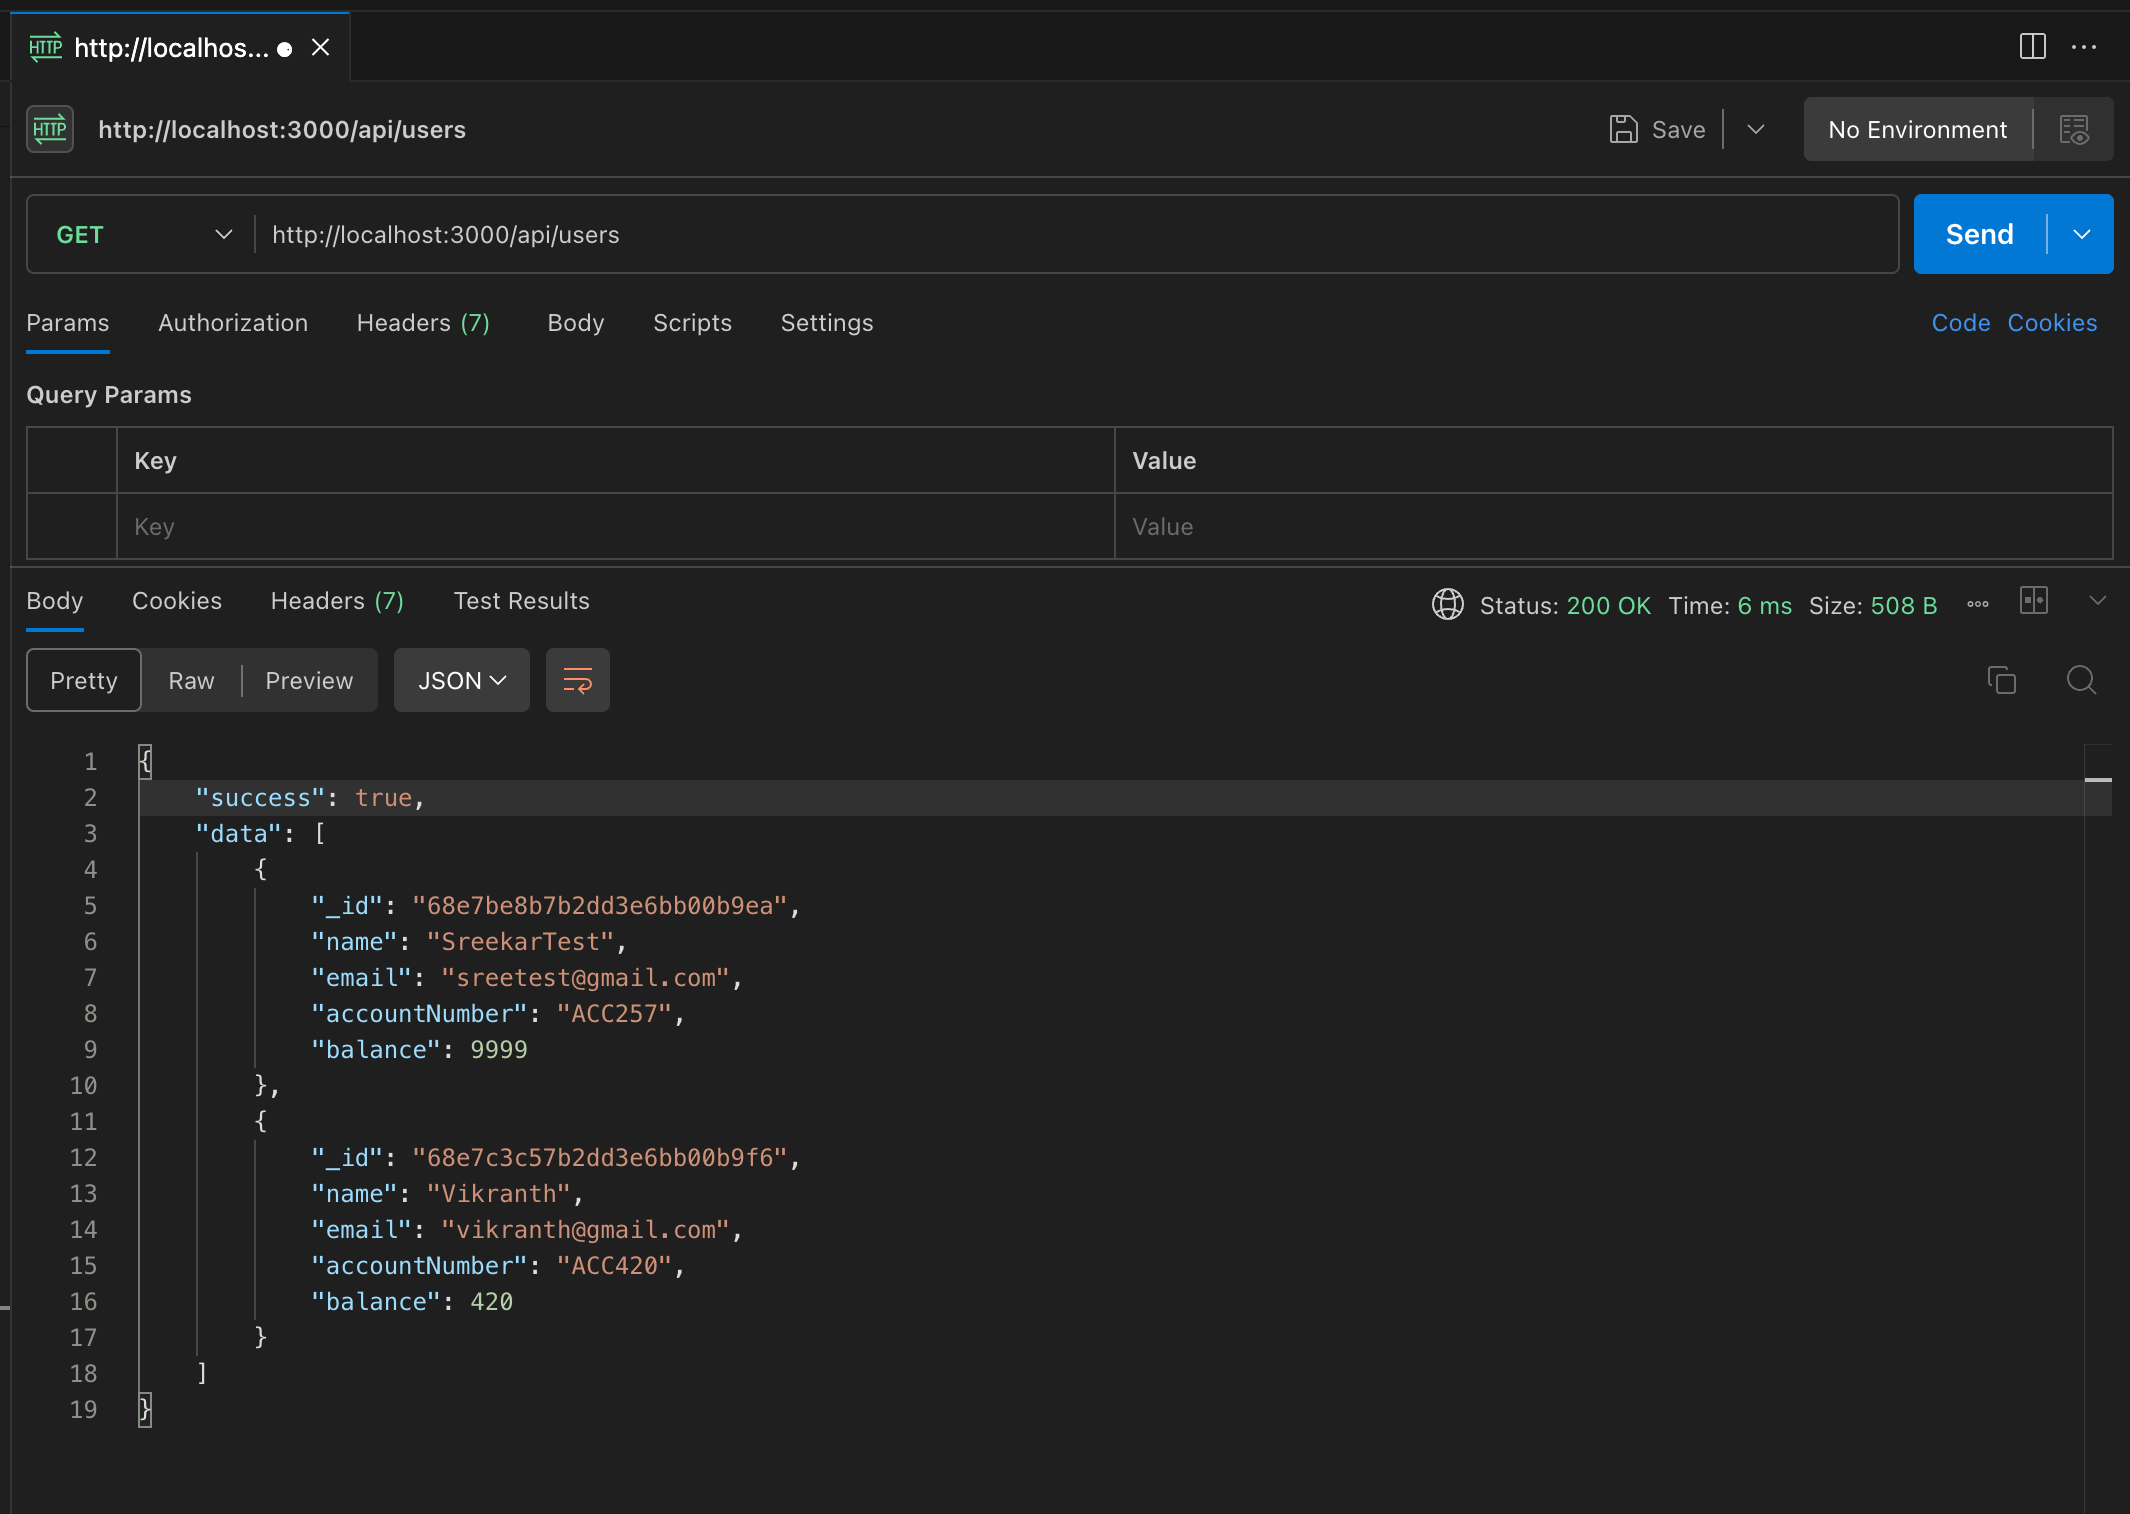 HTTP http://localhos...
HTTP http://localhost:3000/api/users
Save
No Environment
GET http://localhost:3000/api/users
Send
Params Authorization Headers (7) Body Scripts Settings
Code Cookies
Query Params
Key Value
Key Value
Body Cookies Headers (7) Test Results
Status: 200 OK Time: 6 ms Size: 508 B
Pretty Raw Preview JSON
1 {
2 "success": true,
3 "data": [
4 {
5 "_id": "68e7be8b7b2dd3e6bb00b9ea",
6 "name": "SreekarTest",
7 "email": "sreetest@gmail.com",
8 "accountNumber": "ACC257",
9 "balance": 9999
10 },
11 {
12 "_id": "68e7c3c57b2dd3e6bb00b9f6",
13 "name": "Vikranth",
14 "email": "vikranth@gmail.com",
15 "accountNumber": "ACC420",
16 "balance": 420
17 }
18 ]
19 }